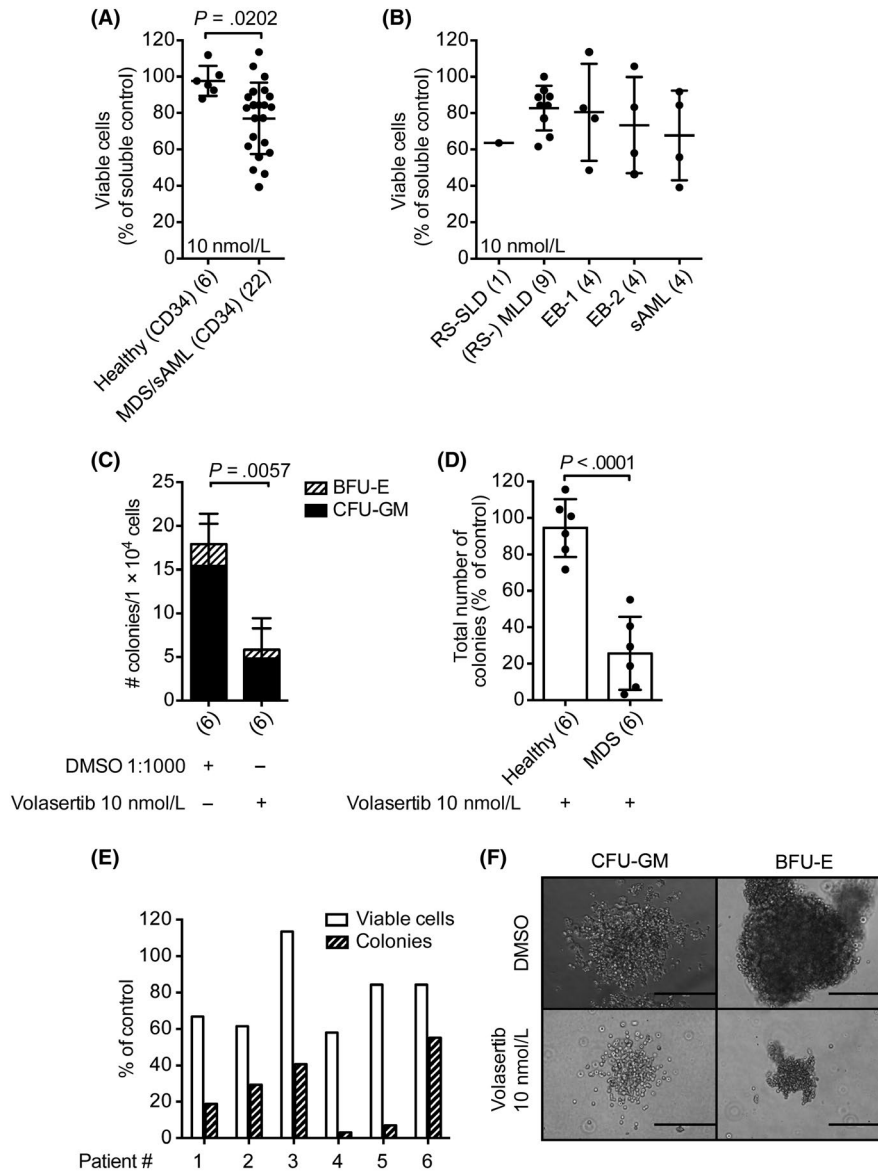 (A)
P = .0202
120
100
80
60
40
20
0
Viable cells
(% of soluble control)
10 nmol/L
Healthy (CD34) (6)
MDS/sAML (CD34) (22)
(B)
120
100
80
60
40
20
0
Viable cells
(% of soluble control)
10 nmol/L
RS-SLD (1)
(RS-) MLD (9)
EB-1 (4)
EB-2 (4)
sAML (4)
(C)
P = .0057
25
20
15
10
5
0
# colonies/1 × 10⁴ cells
BFU-E
CFU-GM
(6)
(6)
DMSO 1:1000 + –
Volasertib 10 nmol/L – +
(D)
P < .0001
120
100
80
60
40
20
0
Total number of
colonies (% of control)
Healthy (6)
MDS (6)
Volasertib 10 nmol/L + +
(E)
Viable cells
Colonies
120
100
80
60
40
20
0
% of control
Patient # 1 2 3 4 5 6
(F)
CFU-GM BFU-E
DMSO
Volasertib
10 nmol/L